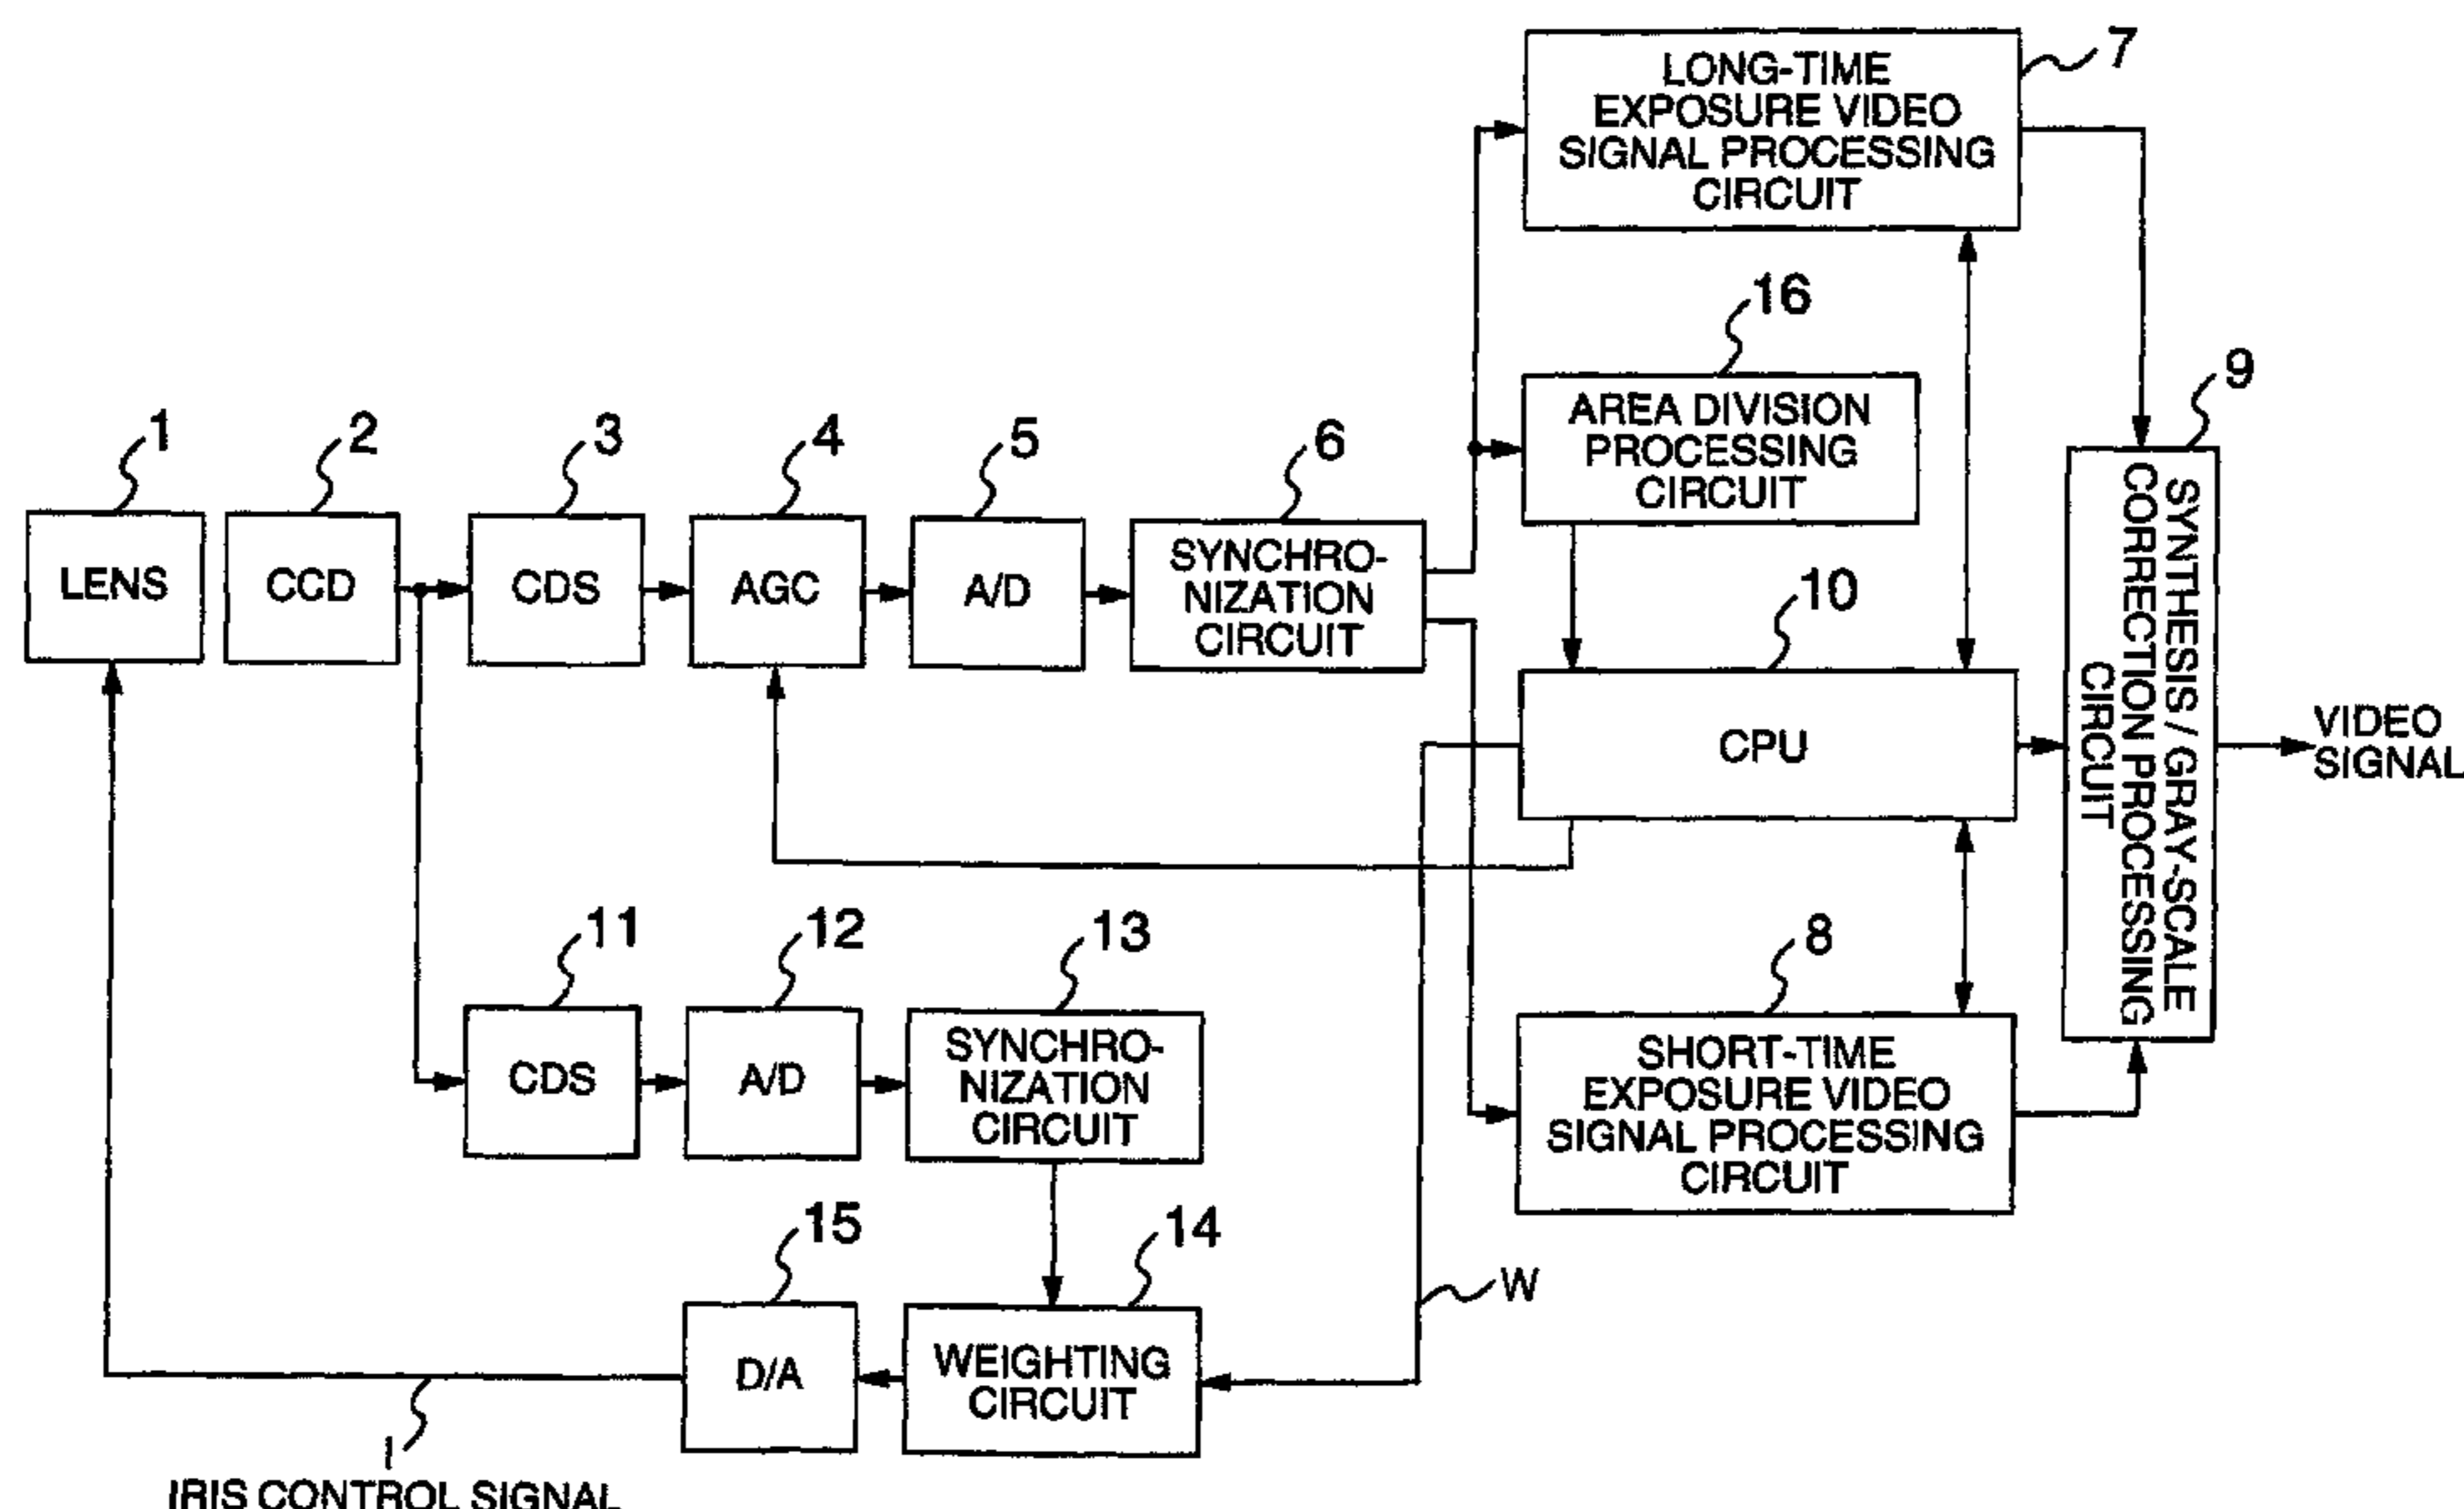 7
LONG-TIME
EXPOSURE VIDEO
SIGNAL PROCESSING
CIRCUIT
16
AREA DIVISION
PROCESSING
CIRCUIT
9
SYNTHESIS / GRAY-SCALE
CORRECTION PROCESSING
CIRCUIT
1
LENS
2
CCD
3
CDS
4
AGC
5
A/D
6
SYNCHRO-
NIZATION
CIRCUIT
10
CPU
VIDEO
SIGNAL
11
CDS
12
A/D
13
SYNCHRO-
NIZATION
CIRCUIT
8
SHORT-TIME
EXPOSURE VIDEO
SIGNAL PROCESSING
CIRCUIT
15
D/A
14
WEIGHTING
CIRCUIT
W
I
IRIS CONTROL SIGNAL